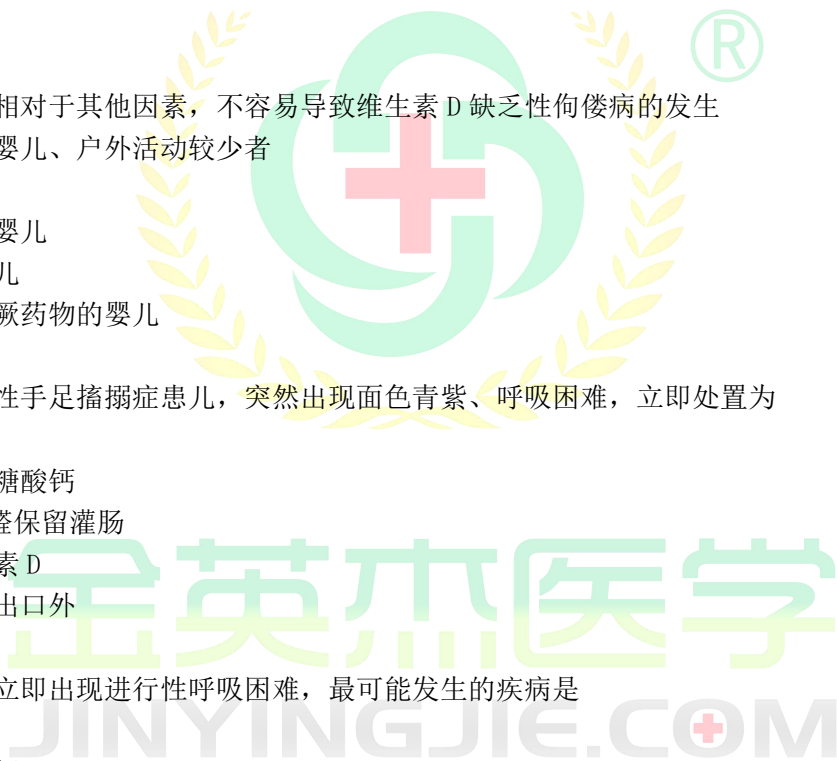 ®
相对于其他因素，不容易导致维生素 D 缺乏性佝偻病的发生
婴儿、户外活动较少者
婴儿
儿
厥药物的婴儿
性手足搐搦症患儿，突然出现面色青紫、呼吸困难，立即处置为
糖酸钙
醛保留灌肠
素 D
出口外
金英杰医学
立即出现进行性呼吸困难，最可能发生的疾病是
JINYINGJIE.COM